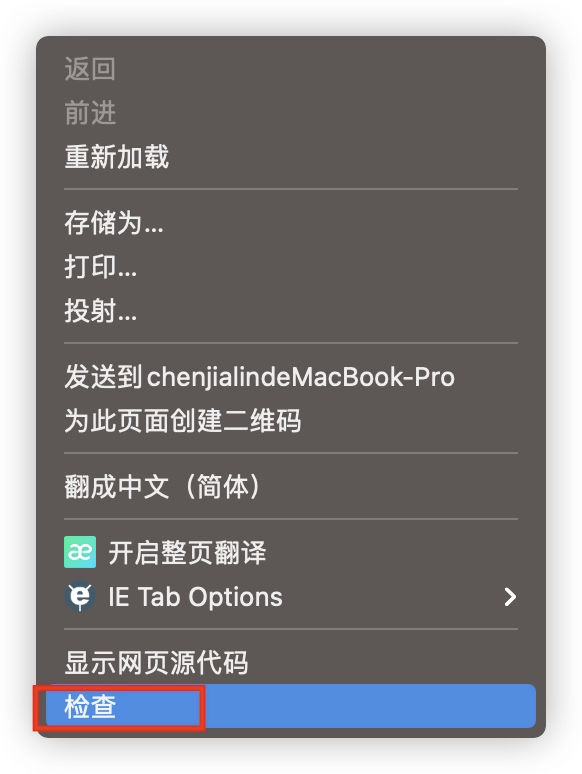 返回
前进
重新加载
存储为...
打印...
投射...
发送到 chenjialindeMacBook-Pro
为此页面创建二维码
翻成中文（简体）
æ 开启整页翻译
e IE Tab Options
显示网页源代码
检查